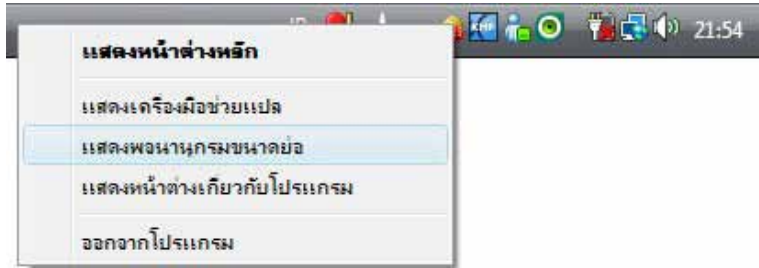 21:54
แสดงหน้าต่างหลัก
แสดงเครื่องมือช่วยแปล
แสดงพจนานุกรมขนาดย่อ
แสดงหน้าต่างเกี่ยวกับโปรแกรม
ออกจากโปรแกรม